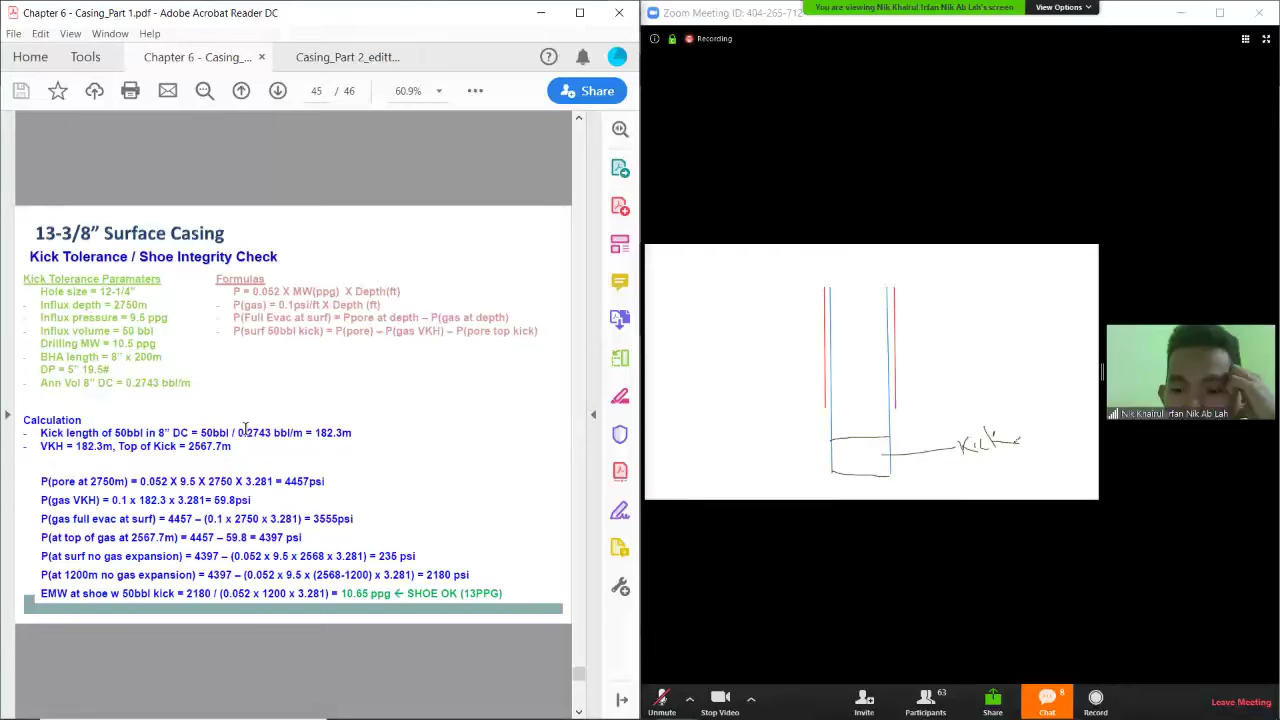 Chapter 6 - Casing_Part 1.pdf - Adobe Acrobat Reader DC
File Edit View Window Help
Home Tools Chapter 6 - Casing_... × Casing_Part 2_editt...
45 / 46 60.9% Share
13-3/8” Surface Casing
Kick Tolerance / Shoe Integrity Check
Kick Tolerance Paramaters
- Hole size = 12-1/4”
- Influx depth = 2750m
- Influx pressure = 9.5 ppg
- Influx volume = 50 bbl
Drilling MW = 10.5 ppg
- BHA length = 8” x 200m
DP = 5” 19.5#
- Ann Vol 8” DC = 0.2743 bbl/m
Formulas
- P = 0.052 X MW(ppg) X Depth(ft)
- P(gas) = 0.1psi/ft X Depth (ft)
- P(Full Evac at surf) = Ppore at depth – P(gas at depth)
- P(surf 50bbl kick) = P(pore) – P(gas VKH) – P(pore top kick)
Calculation
- Kick length of 50bbl in 8” DC = 50bbl / 0.2743 bbl/m = 182.3m
- VKH = 182.3m, Top of Kick = 2567.7m
P(pore at 2750m) = 0.052 X 9.5 X 2750 X 3.281 = 4457psi
P(gas VKH) = 0.1 x 182.3 x 3.281= 59.8psi
P(gas full evac at surf) = 4457 – (0.1 x 2750 x 3.281) = 3555psi
P(at top of gas at 2567.7m) = 4457 – 59.8 = 4397 psi
P(at surf no gas expansion) = 4397 – (0.052 x 9.5 x 2568 x 3.281) = 235 psi
P(at 1200m no gas expansion) = 4397 – (0.052 x 9.5 x (2568-1200) x 3.281) = 2180 psi
EMW at shoe w 50bbl kick = 2180 / (0.052 x 1200 x 3.281) = 10.65 ppg ← SHOE OK (13PPG)
Zoom Meeting ID: 404-265-712
You are viewing Nik Khairul Irfan Nik Ab Lah's screen View Options
Recording
Kick
Nik Khairul Irfan Nik Ab Lah
63 8
Unmute Stop Video Invite Participants Share Chat Record Leave Meeting